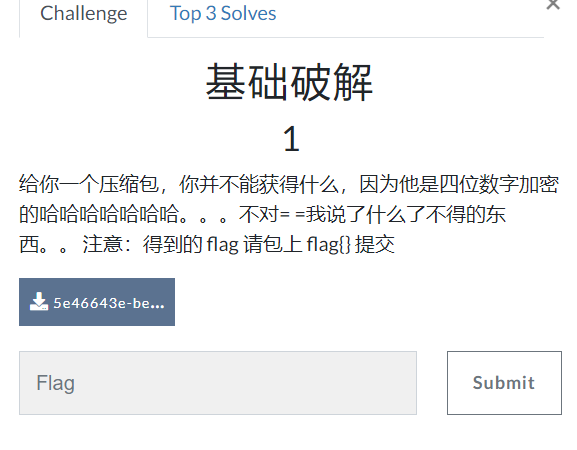 Challenge
Top 3 Solves
×
基础破解
1
给你一个压缩包，你并不能获得什么，因为他是四位数字加密
的哈哈哈哈哈哈哈。。。不对= =我说了什么了不得的东
西。。 注意：得到的 flag 请包上 flag{} 提交
5e46643e-be...
Flag
Submit